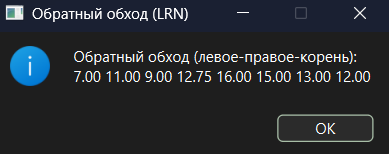 Обратный обход (LRN)
Обратный обход (левое-правое-корень):
7.00 11.00 9.00 12.75 16.00 15.00 13.00 12.00
OK